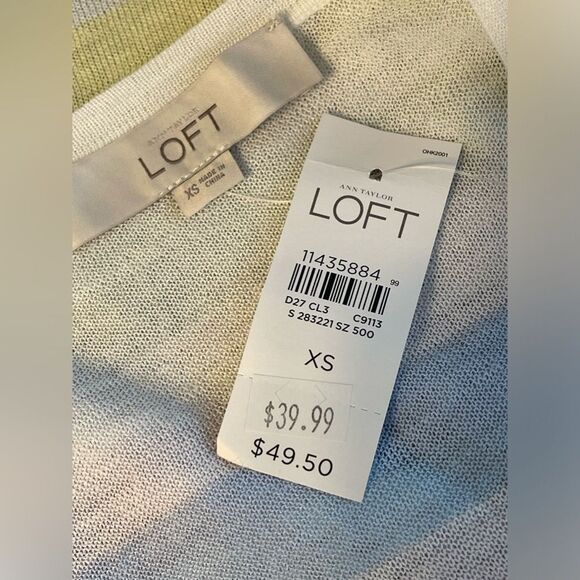 ANN TAYLOR
LOFT
XS
MADE IN
CHINA
OHK2001
ANN TAYLOR
LOFT
11435884 99
D27 CL3 C9113
S 283221 SZ 500
XS
$39.99
$49.50